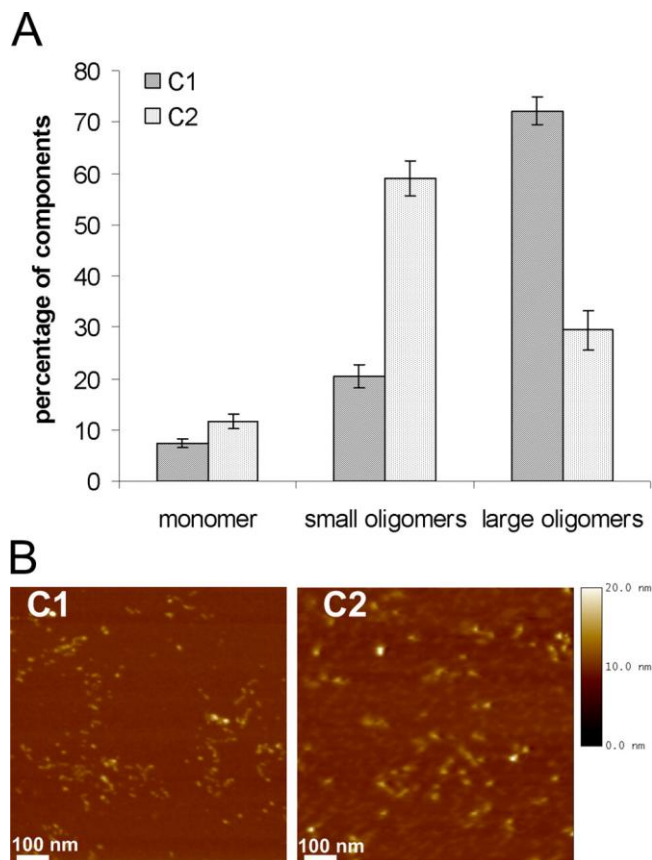 A
percentage of components
80
70
60
50
40
30
20
10
0
C1
C2
monomer
small oligomers
large oligomers
B
C1
C2
100 nm
100 nm
20.0 nm
10.0 nm
0.0 nm